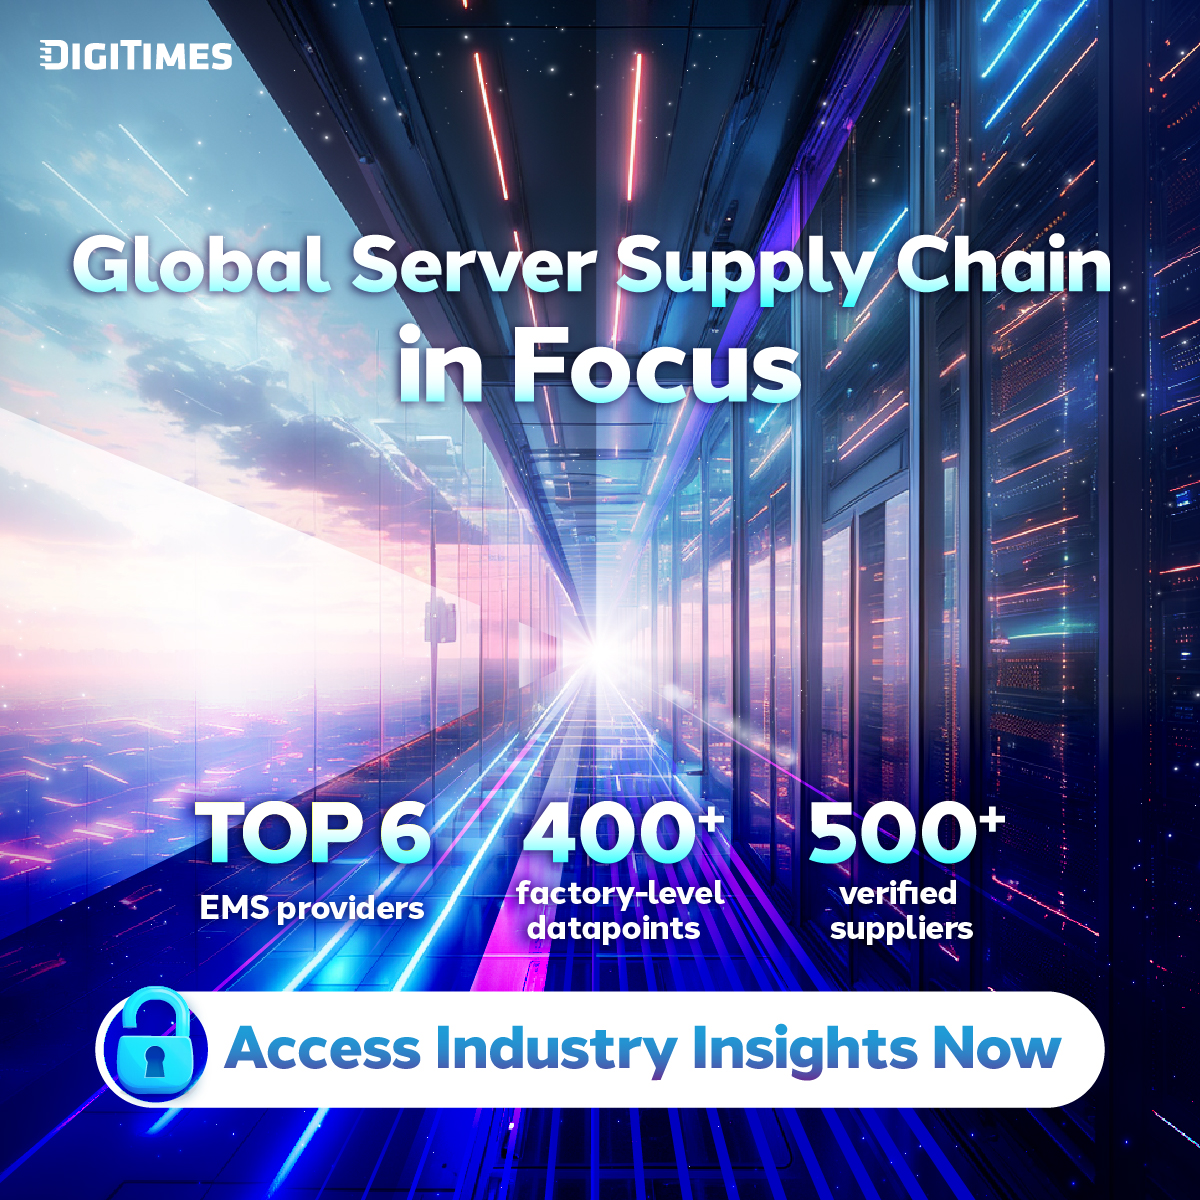 DIGITIMES
Global Server Supply Chain
in Focus
TOP 6
EMS providers
400+
factory-level
datapoints
500+
verified
suppliers
Access Industry Insights Now